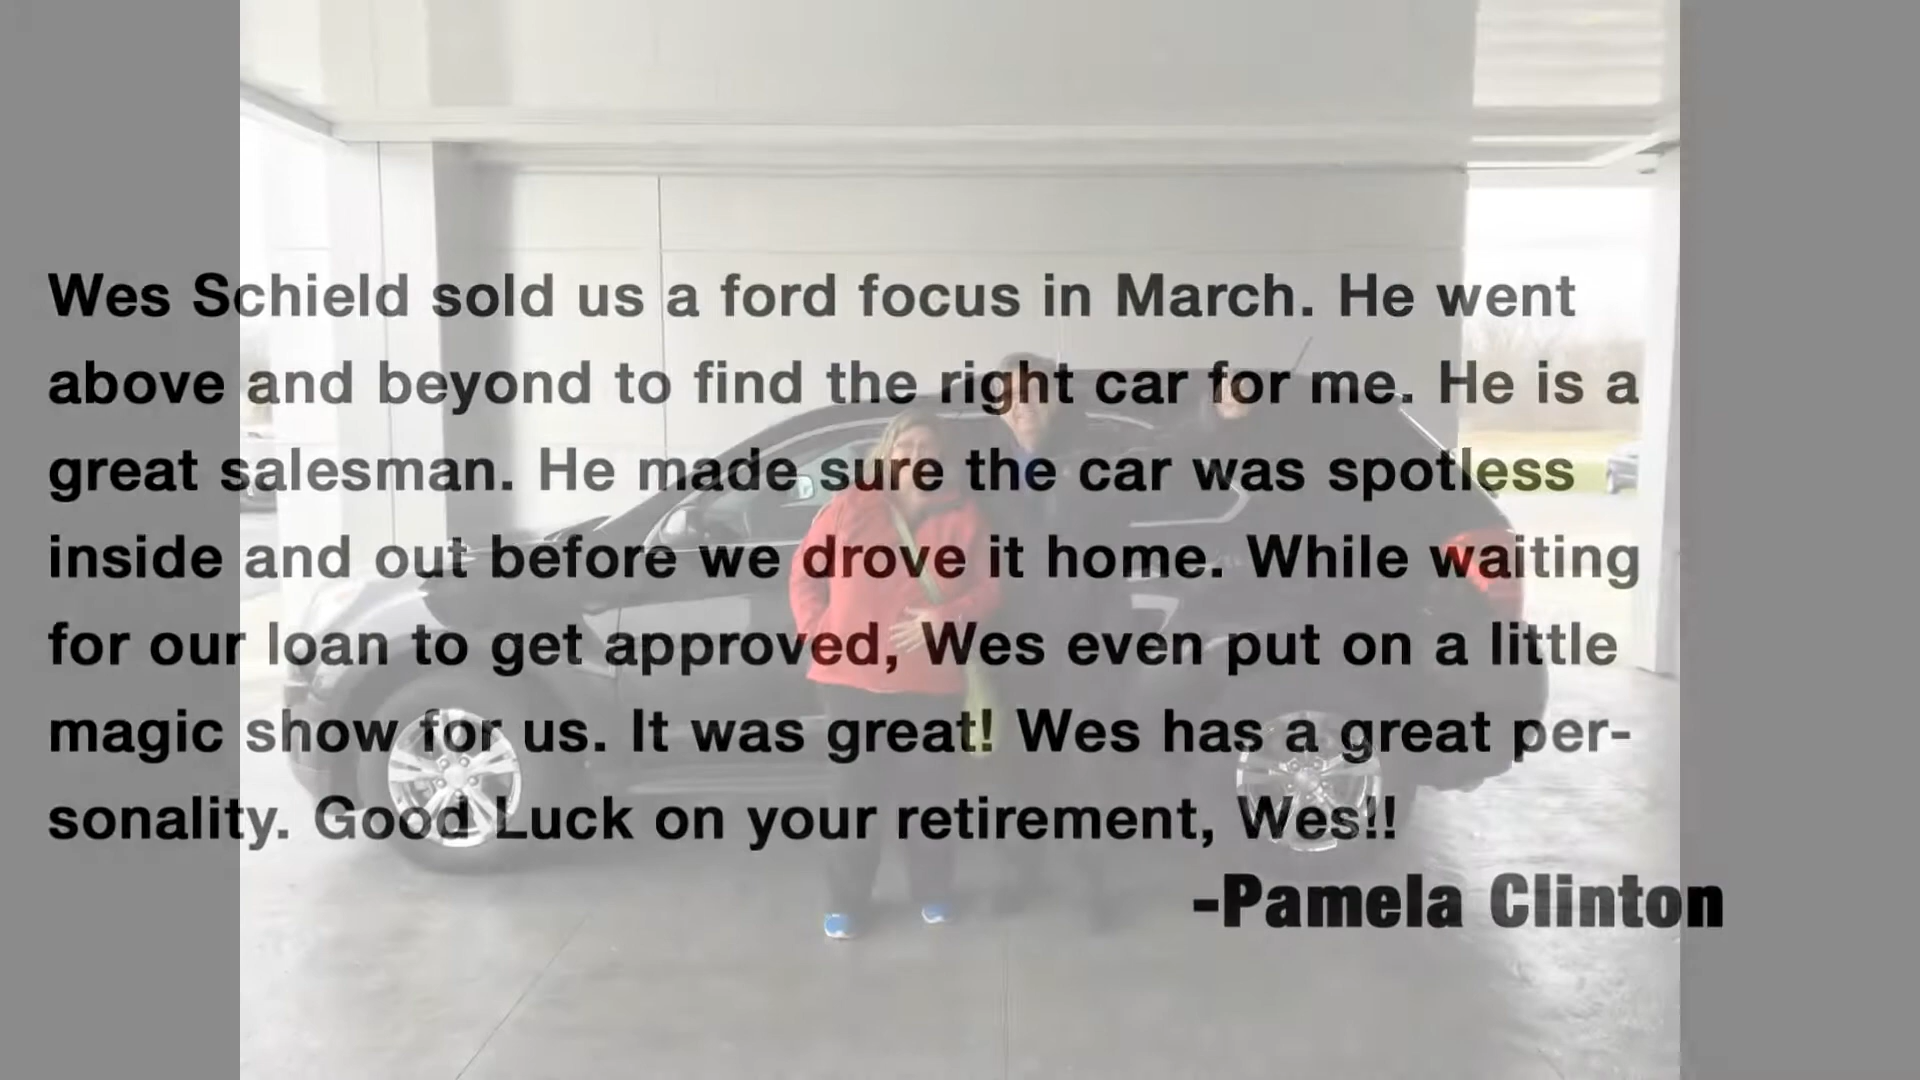 Wes Schield sold us a ford focus in March. He went
above and beyond to find the right car for me. He is a
great salesman. He made sure the car was spotless
inside and out before we drove it home. While waiting
for our loan to get approved, Wes even put on a little
magic show for us. It was great! Wes has a great per-
sonality. Good Luck on your retirement, Wes!!
-Pamela Clinton